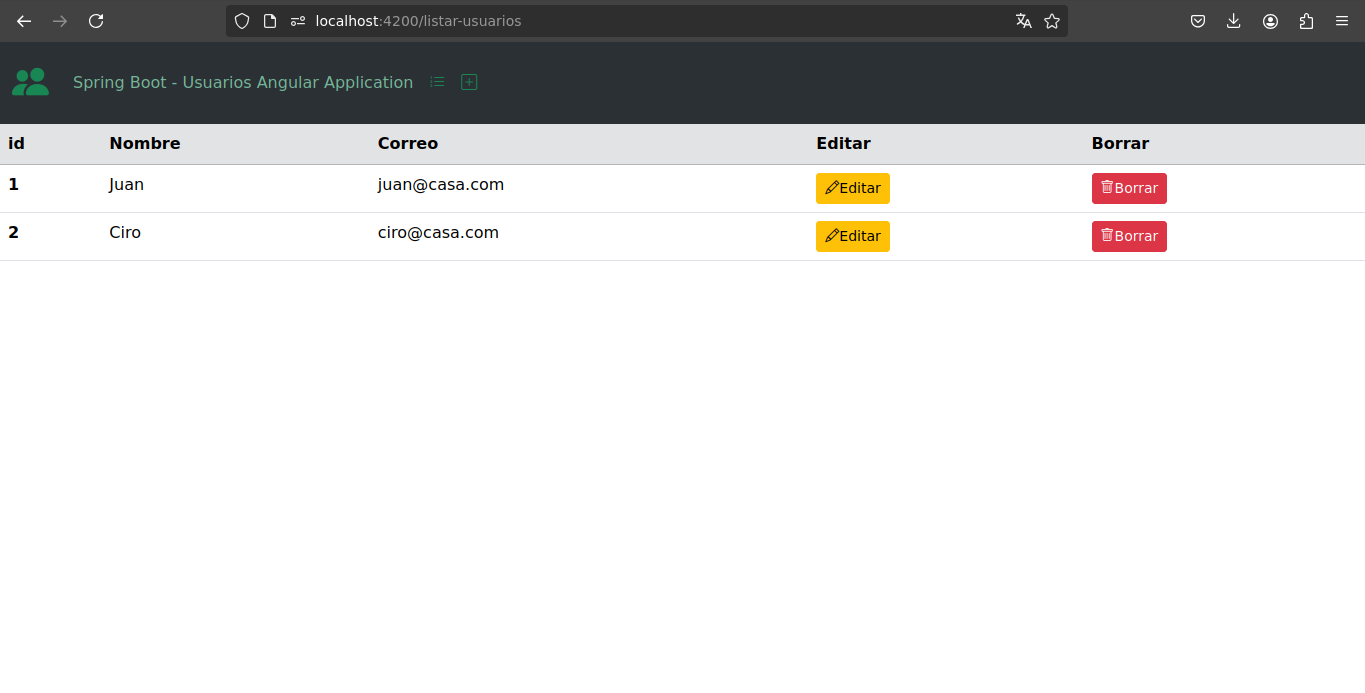 localhost:4200/listar-usuarios
Spring Boot - Usuarios Angular Application
id Nombre Correo Editar Borrar
1 Juan juan@casa.com Editar Borrar
2 Ciro ciro@casa.com Editar Borrar